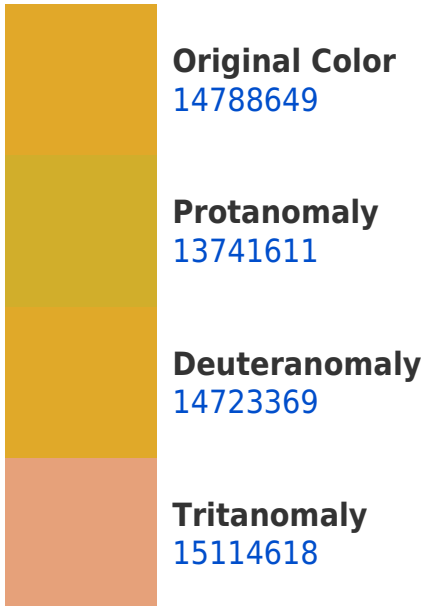 Original Color
14788649
Protanomaly
13741611
Deuteranomaly
14723369
Tritanomaly
15114618